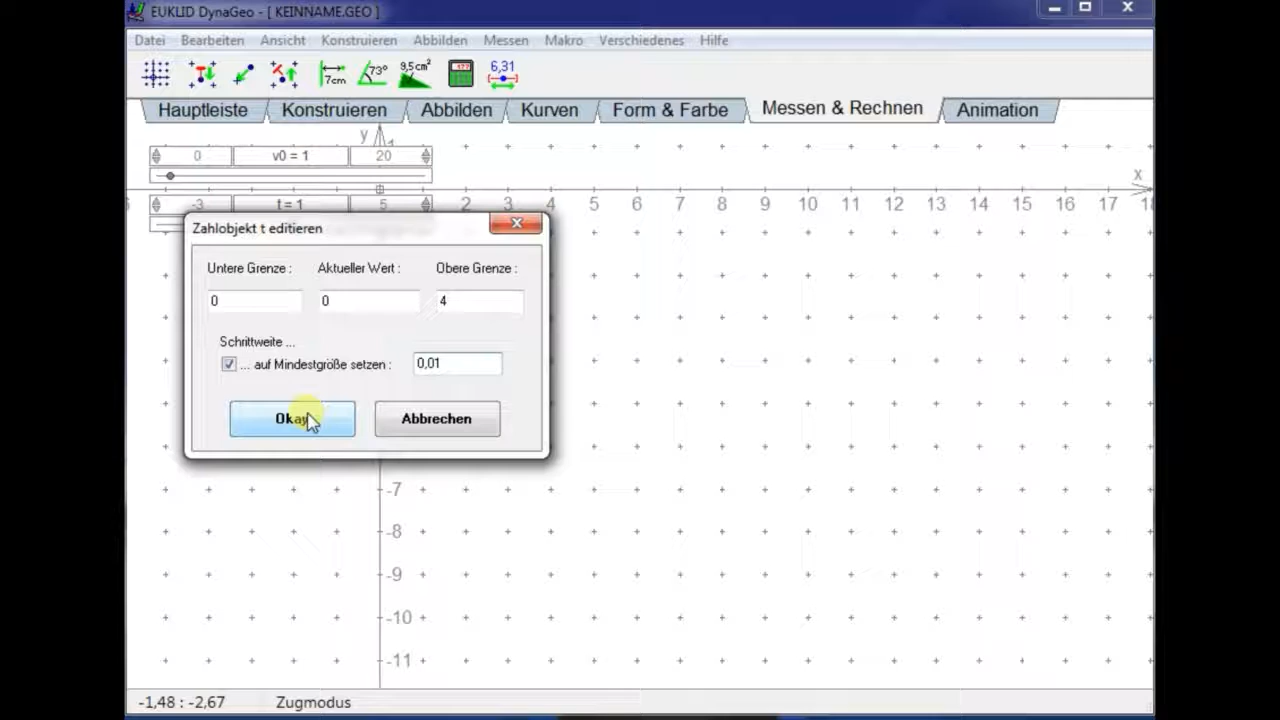 EUKLID DynaGeo - [ KEINNAME.GEO ]
Datei Bearbeiten Ansicht Konstruieren Abbilden Messen Makro Verschiedenes Hilfe
7cm 73° 9,5cm² 6,31
Hauptleiste Konstruieren Abbilden Kurven Form & Farbe Messen & Rechnen Animation
y
0 v0 = 1 20
x
-3 t = 1 5 2 3 4 5 6 7 8 9 10 11 12 13 14 15 16 17 18
Zahlobjekt t editieren
Untere Grenze : Aktueller Wert : Obere Grenze :
0 0 4
Schrittweite ...
... auf Mindestgröße setzen : 0,01
Okay Abbrechen
-7
-8
-9
-10
-11
-1,48 : -2,67 Zugmodus